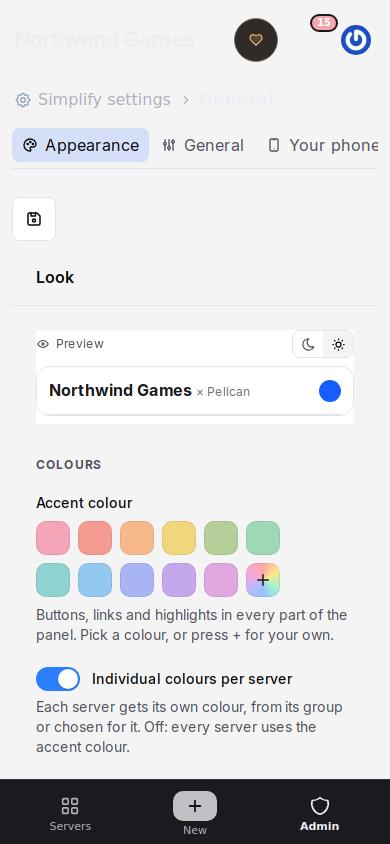 Northwind Games
15
Simplify settings > General
Appearance
General
Your phone
Look
Preview
Northwind Games × Pelican
COLOURS
Accent colour
Buttons, links and highlights in every part of the
panel. Pick a colour, or press + for your own.
Individual colours per server
Each server gets its own colour, from its group
or chosen for it. Off: every server uses the
accent colour.
Servers
New
Admin